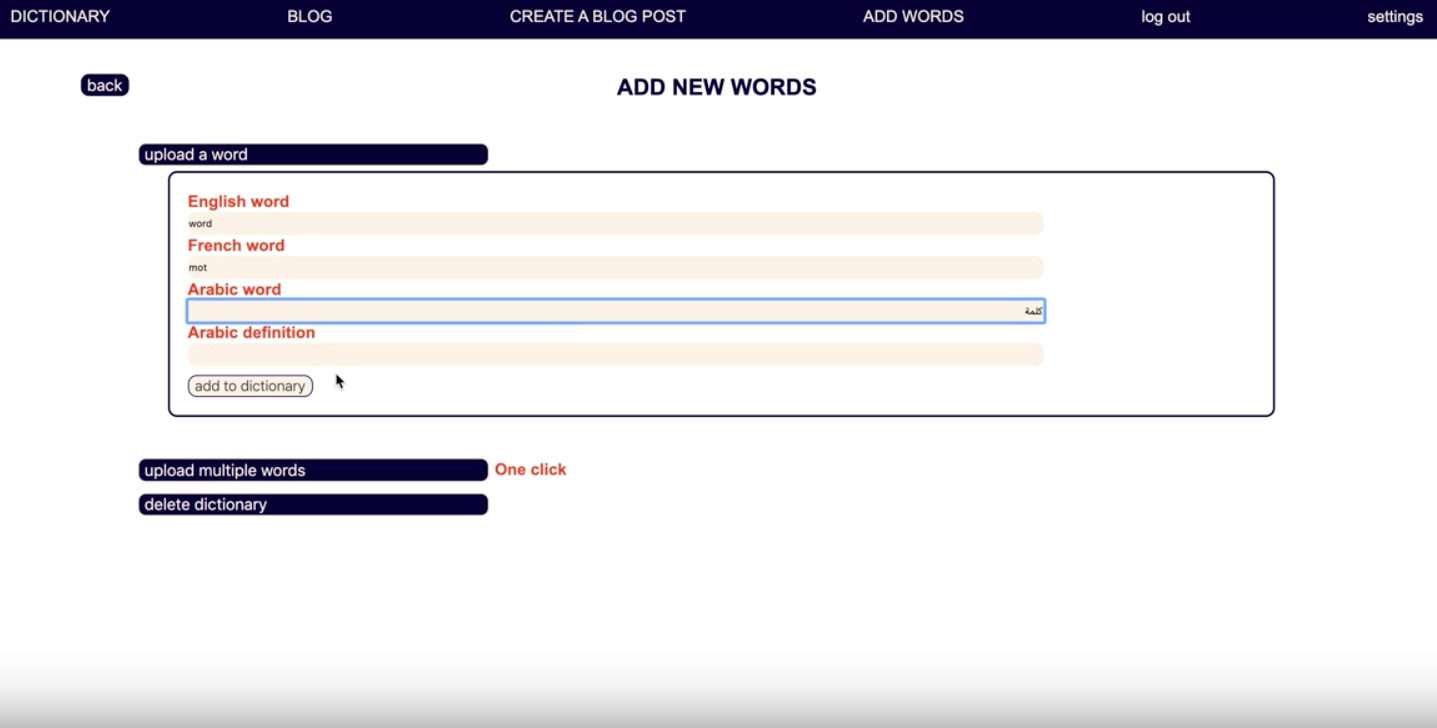 DICTIONARY BLOG CREATE A BLOG POST ADD WORDS log out settings
back ADD NEW WORDS
upload a word
English word
word
French word
mot
Arabic word
كلمة
Arabic definition
add to dictionary
upload multiple words One click
delete dictionary